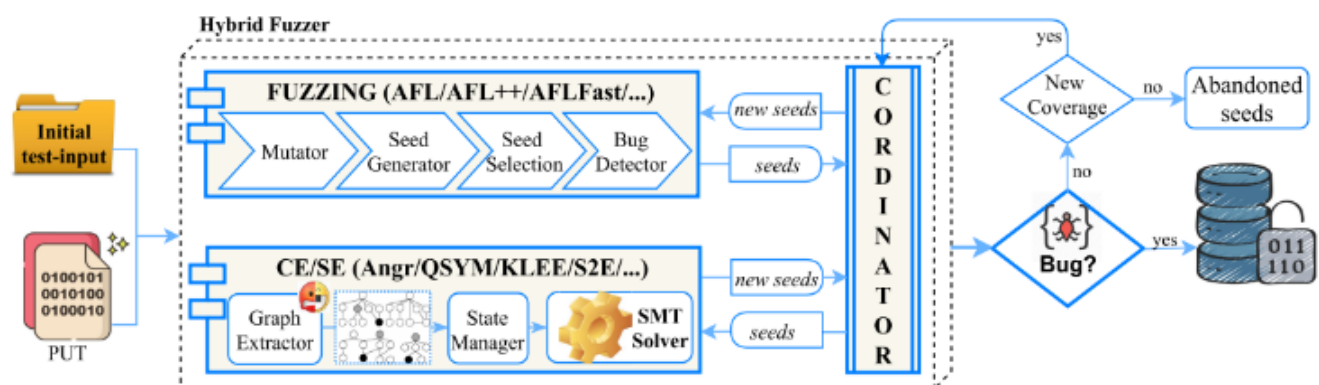 Hybrid Fuzzer
Initial
test-input
0100101
0010100
0100010
PUT
FUZZING (AFL/AFL++/AFLFast/...)
Mutator
Seed
Generator
Seed
Selection
Bug
Detector
new seeds
seeds
CE/SE (Angr/QSYM/KLEE/S2E/...)
Graph
Extractor
State
Manager
SMT
Solver
new seeds
seeds
C
O
R
D
I
N
A
T
O
R
yes
New
Coverage
no
Abandoned
seeds
no
Bug?
yes
011
110